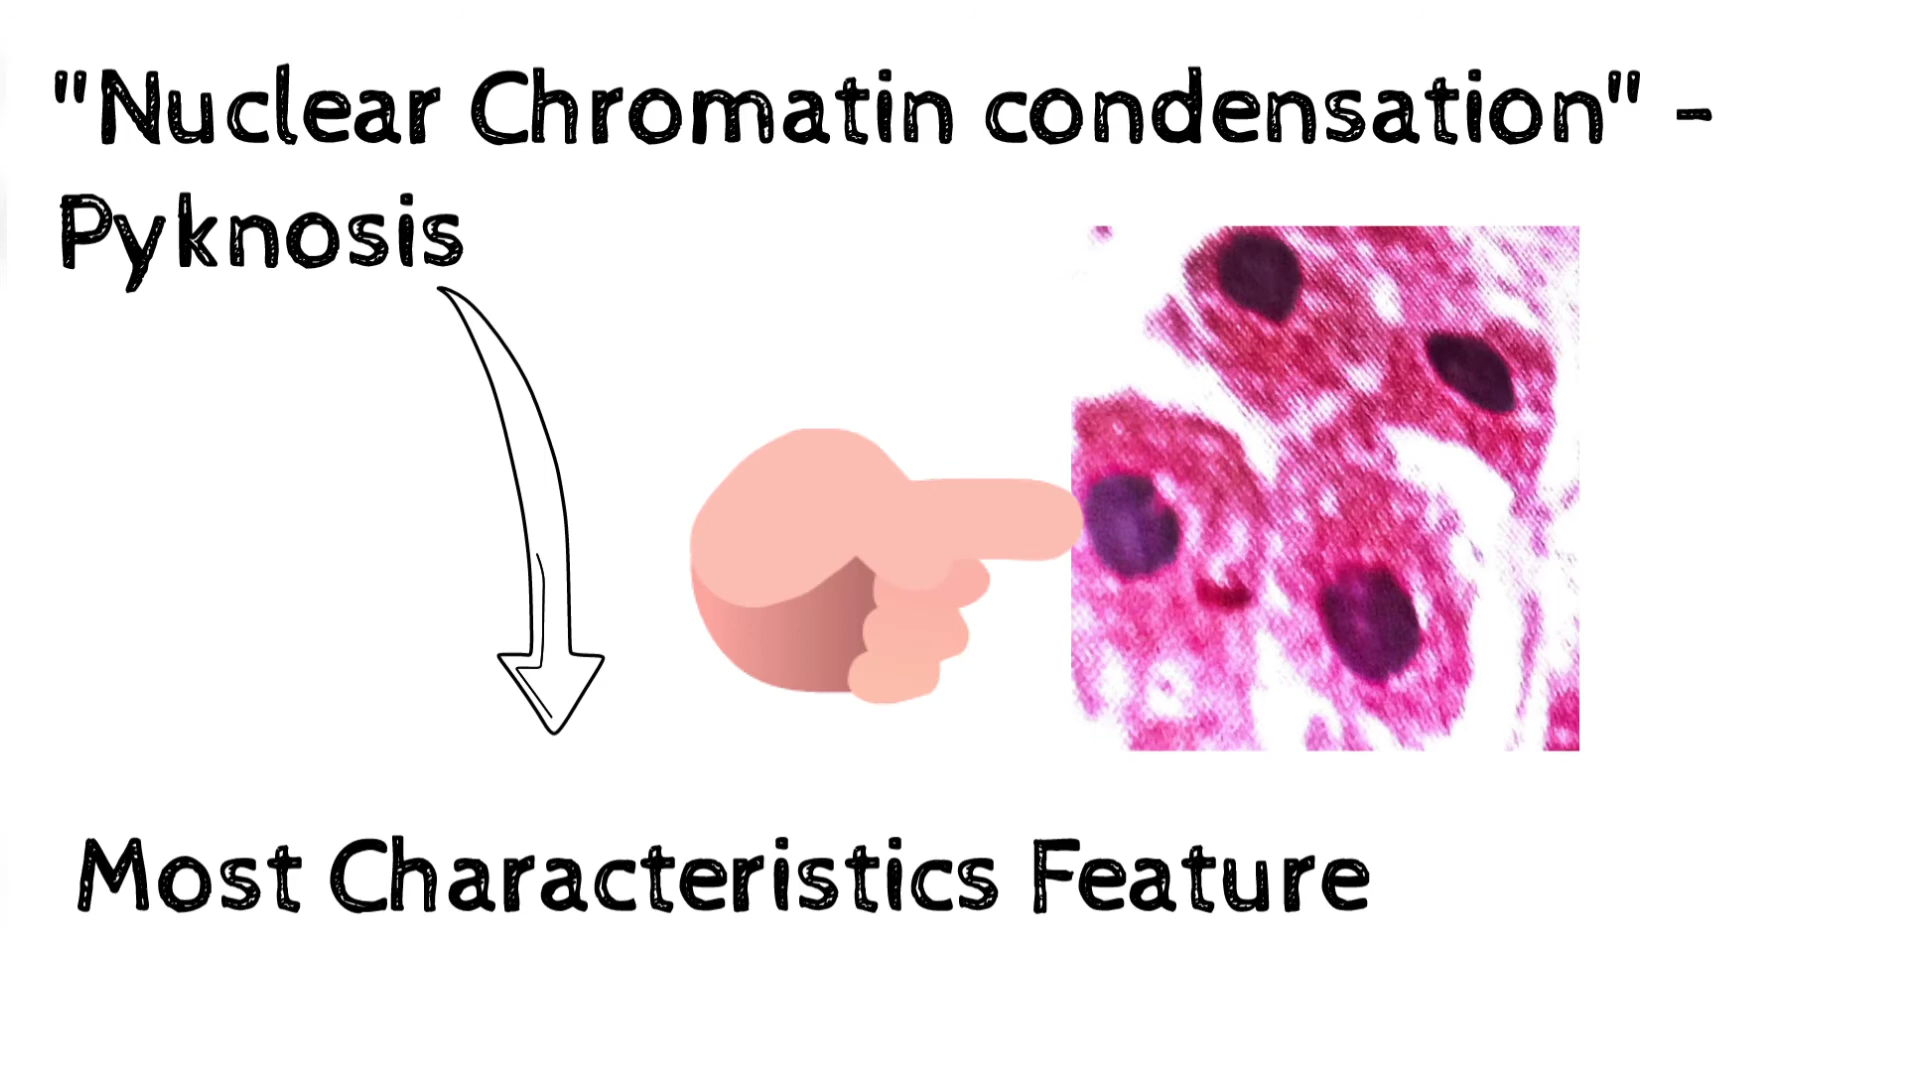 "Nuclear Chromatin condensation" -
Pyknosis
Most Characteristics Feature